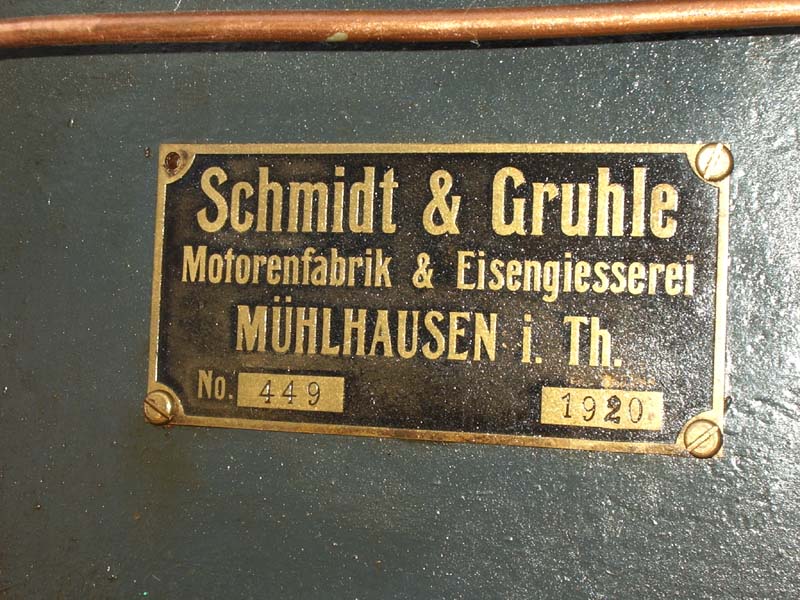 Schmidt & Gruhle
Motorenfabrik & Eisengiesserei
MÜHLHAUSEN i. Th.
No. 449 1920